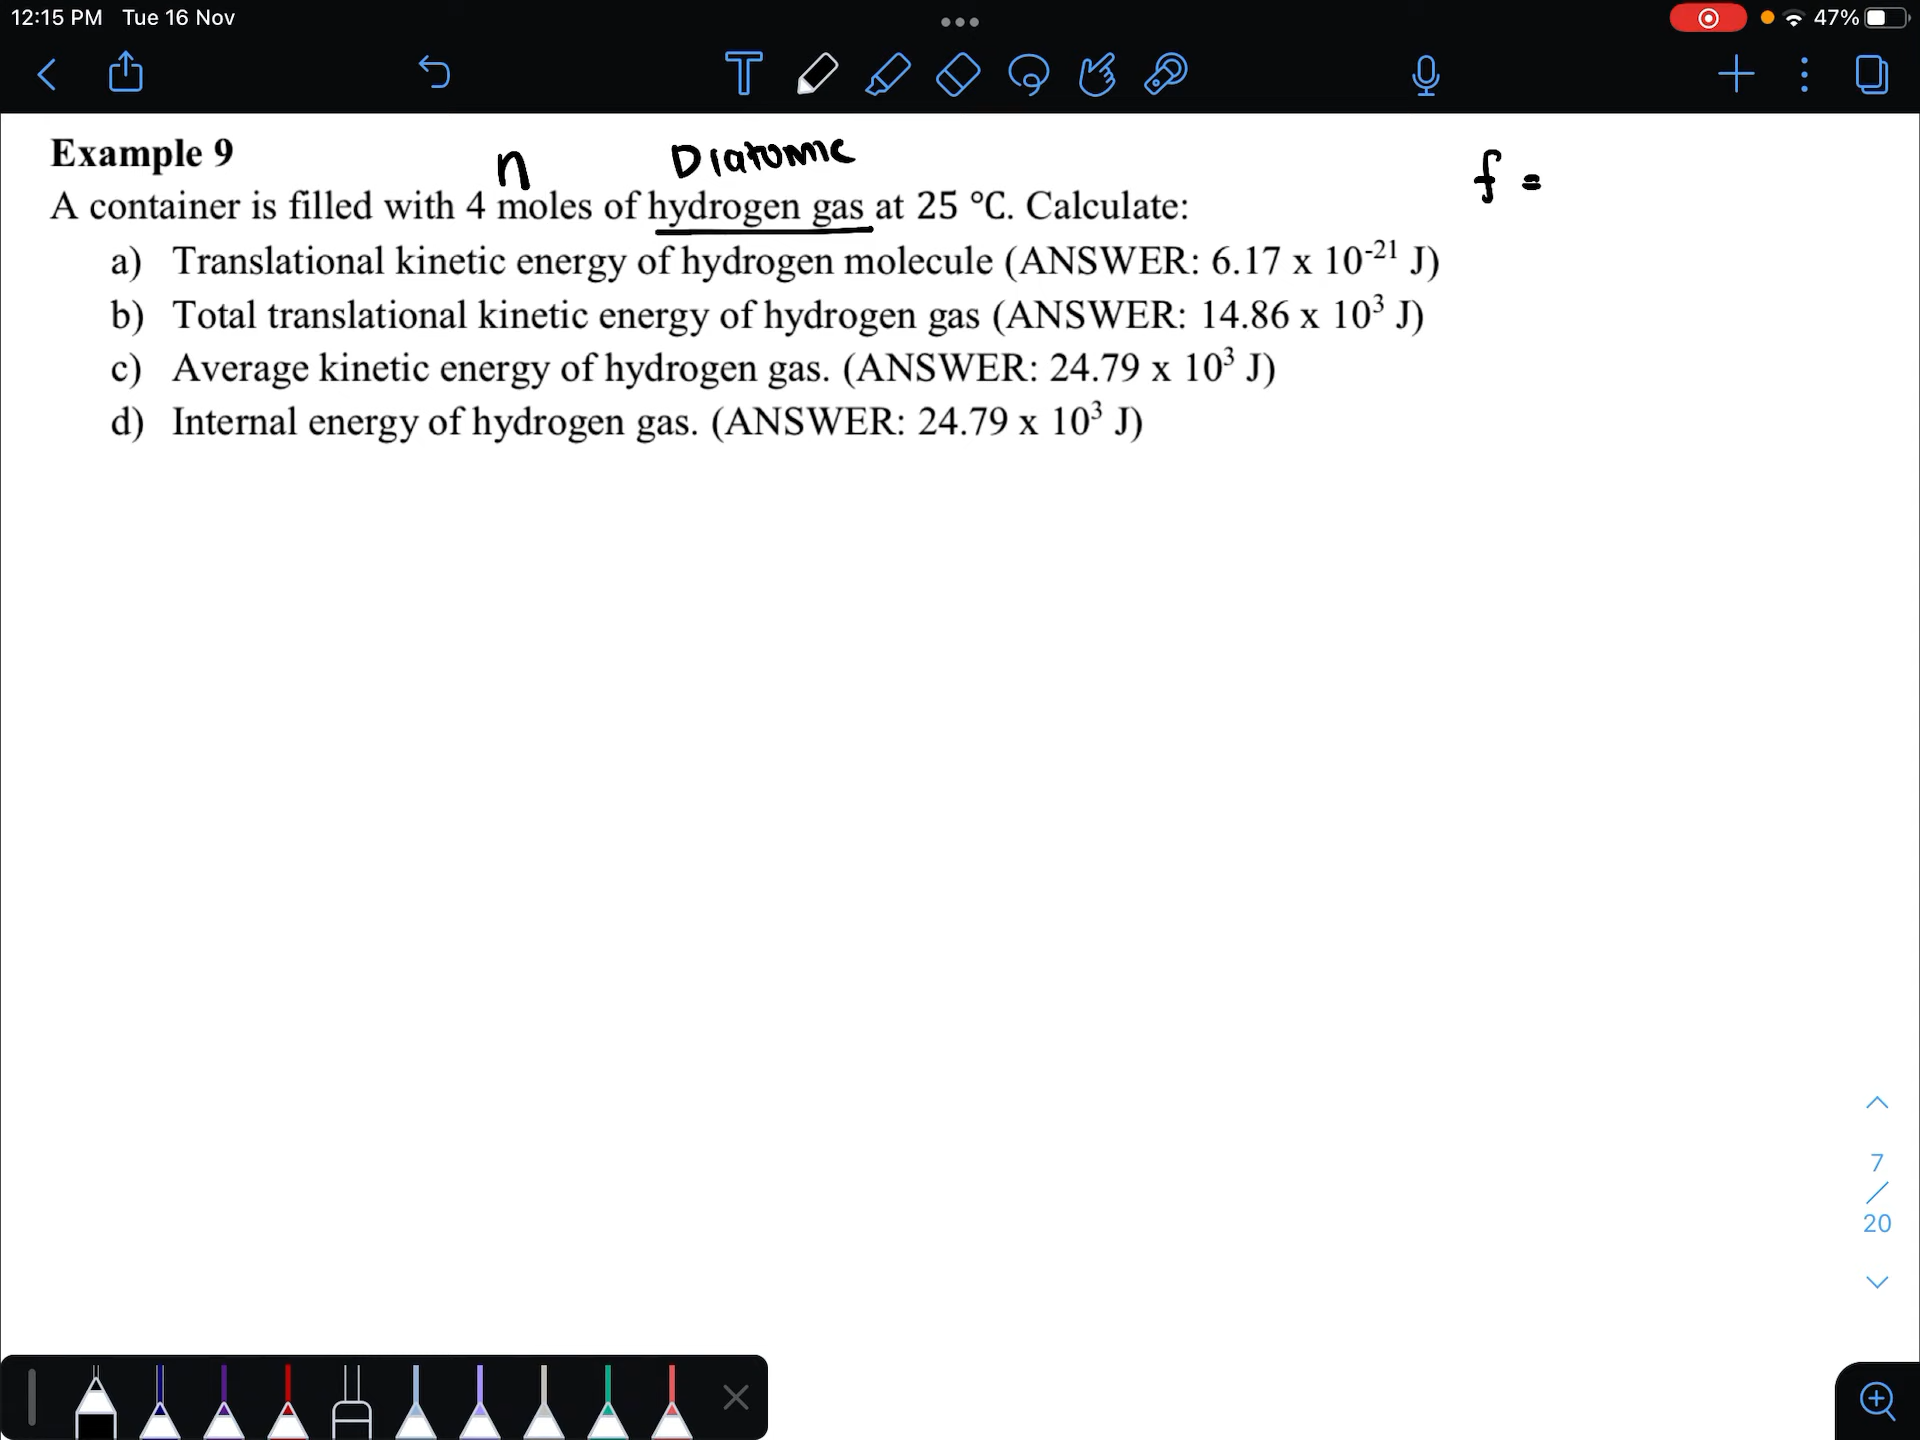 12:15 PM Tue 16 Nov
47%
Example 9
n
Diatomic
f =
A container is filled with 4 moles of hydrogen gas at 25 °C. Calculate:
a) Translational kinetic energy of hydrogen molecule (ANSWER: 6.17 x 10⁻²¹ J)
b) Total translational kinetic energy of hydrogen gas (ANSWER: 14.86 x 10³ J)
c) Average kinetic energy of hydrogen gas. (ANSWER: 24.79 x 10³ J)
d) Internal energy of hydrogen gas. (ANSWER: 24.79 x 10³ J)
7
/
20